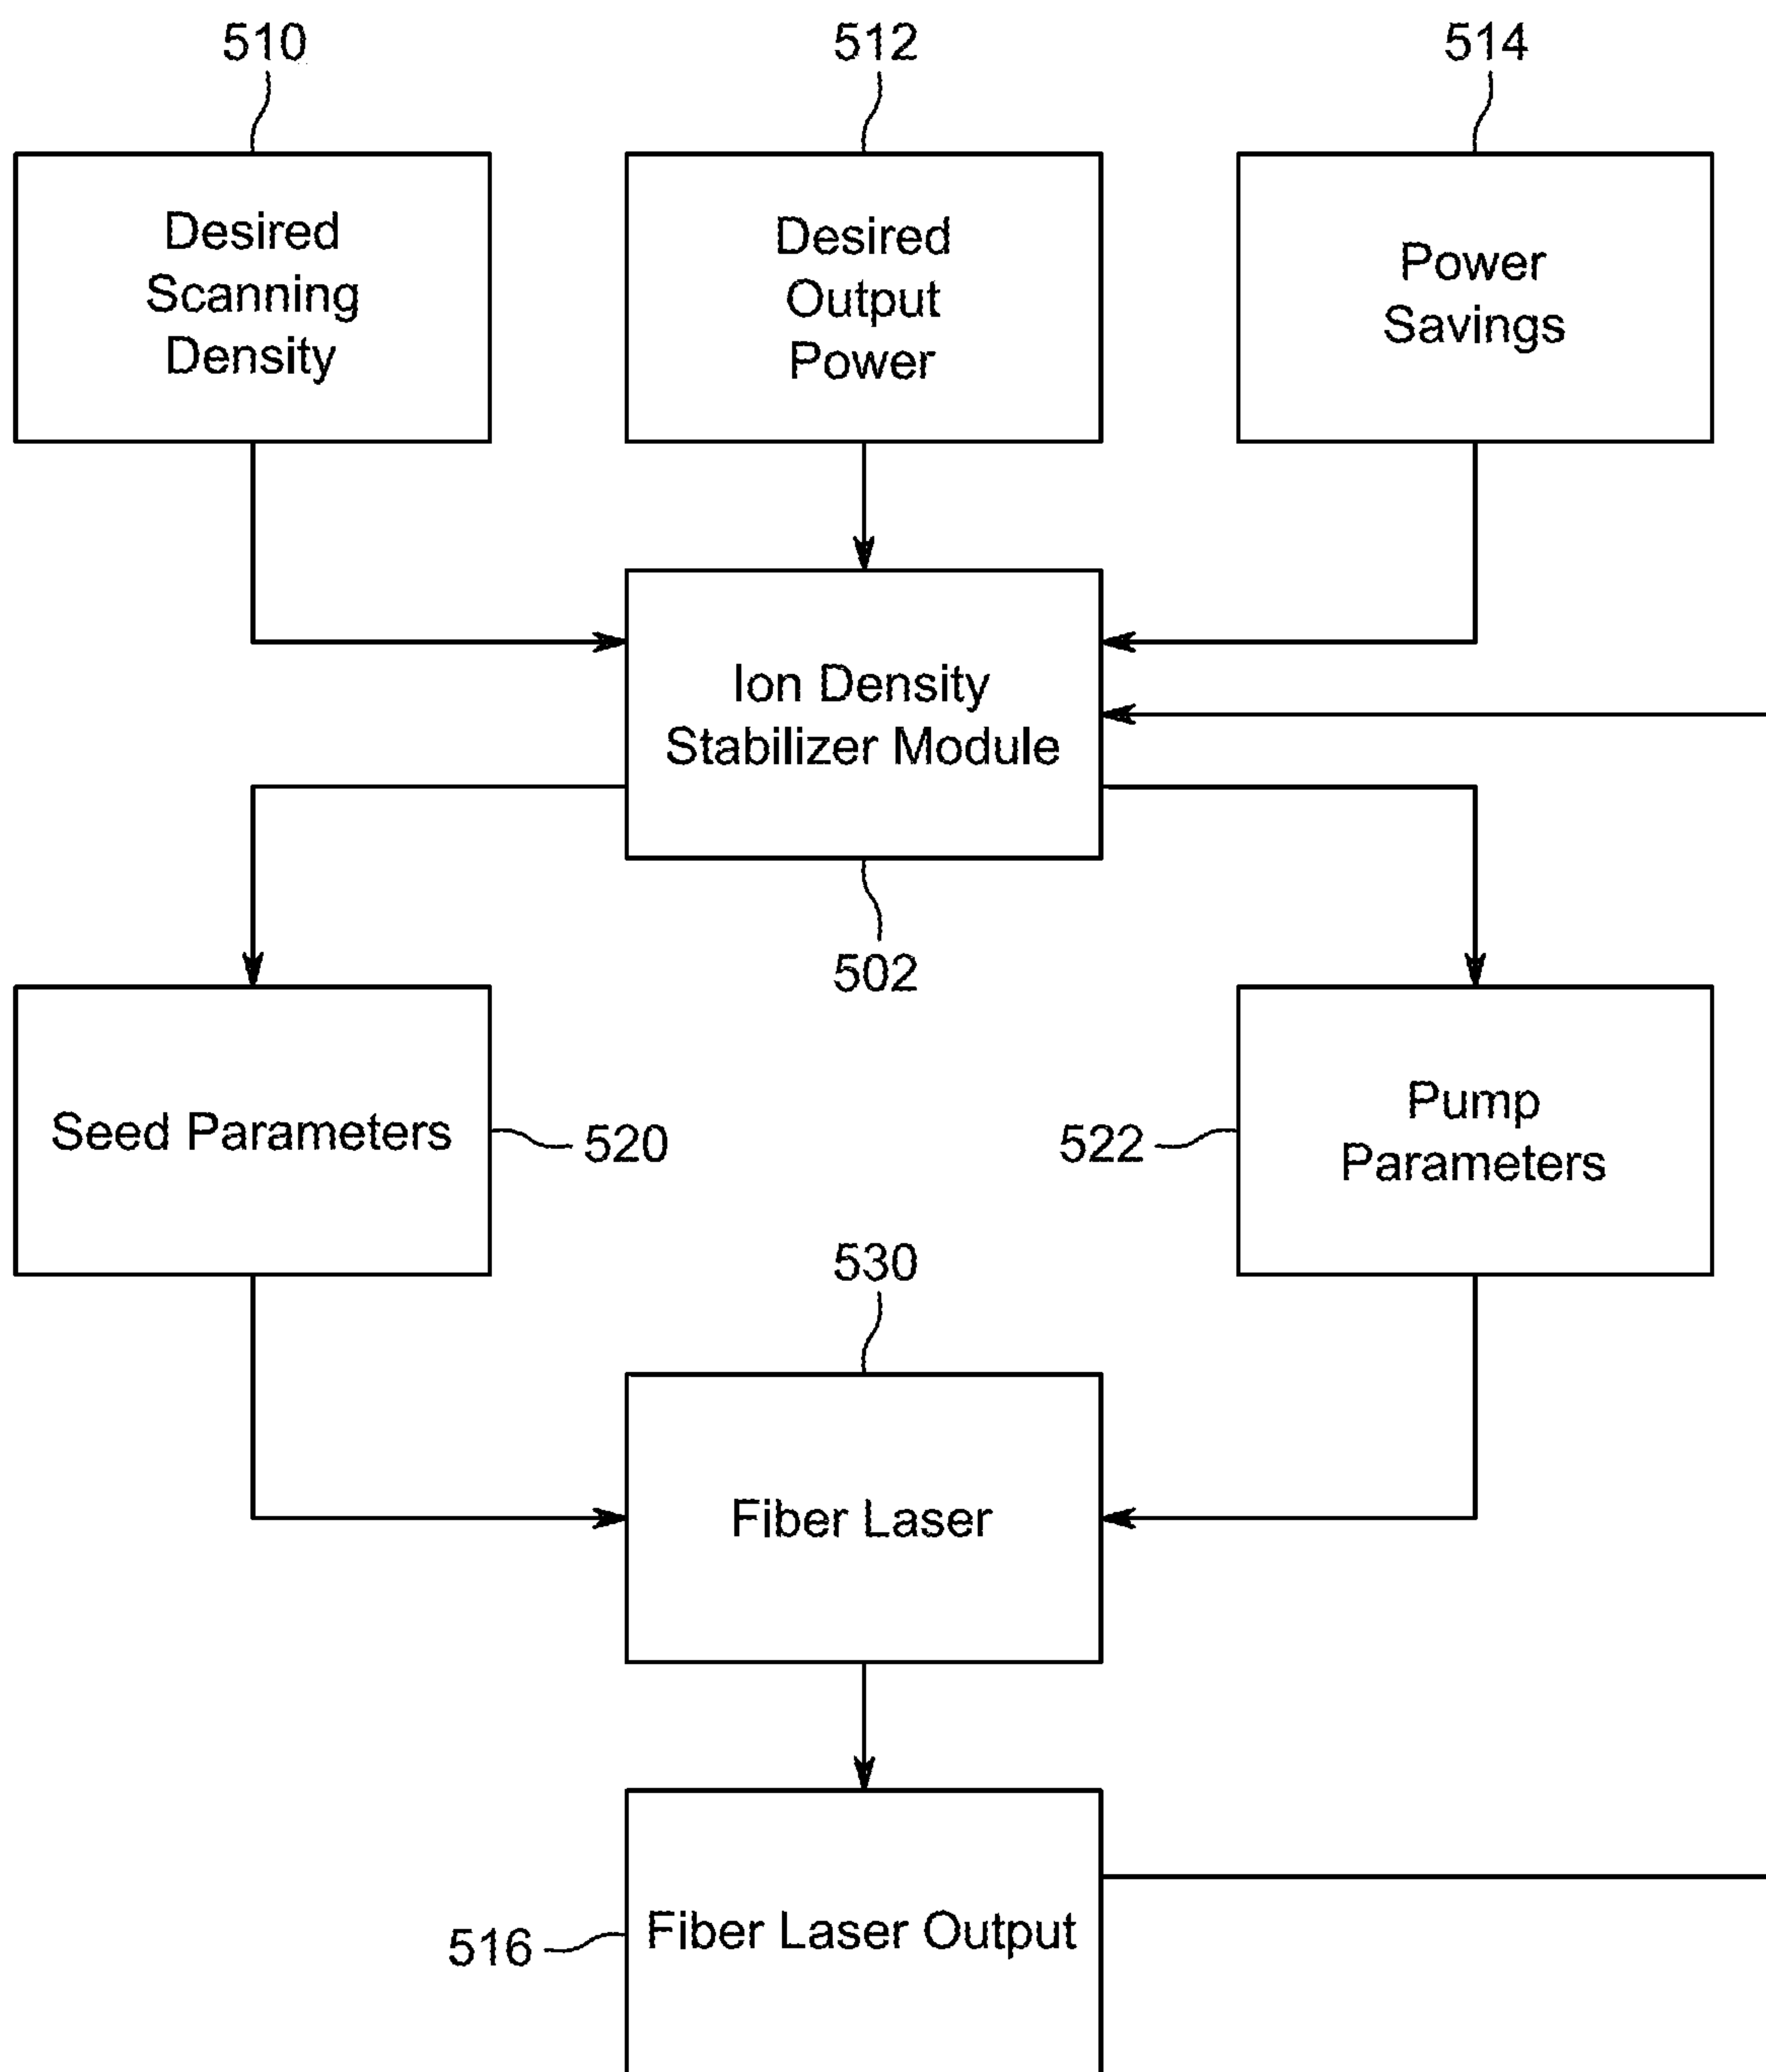 510
512
514
Desired
Scanning
Density
Desired
Output
Power
Power
Savings
Ion Density
Stabilizer Module
502
Seed Parameters
520
522
Pump
Parameters
530
Fiber Laser
516
Fiber Laser Output